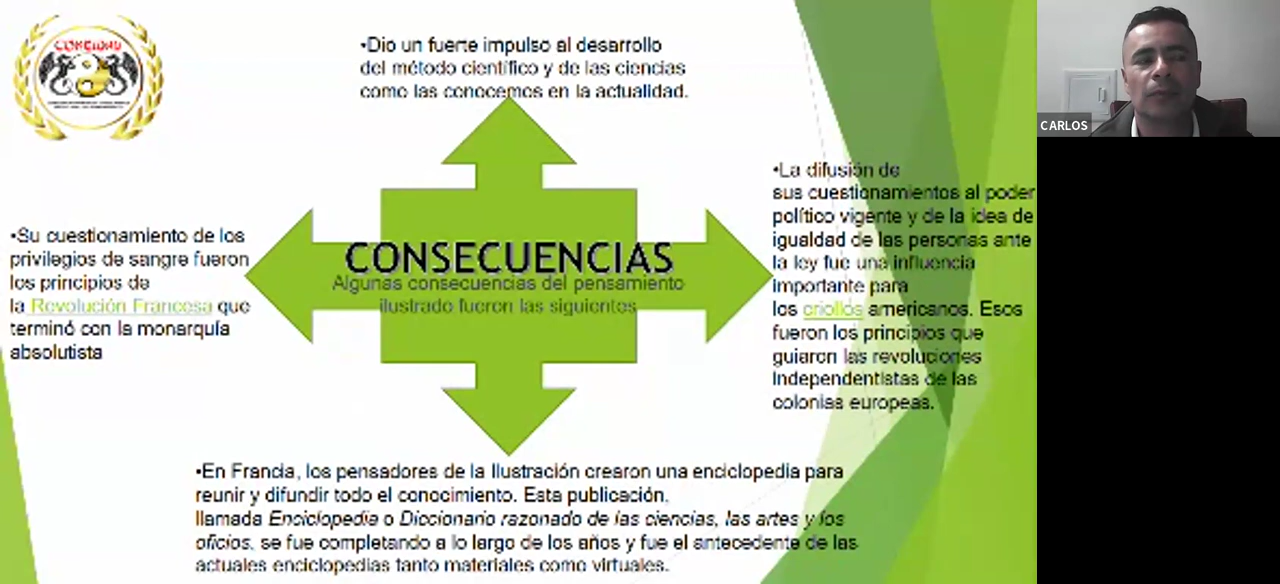 CONCIDHU
•Dio un fuerte impulso al desarrollo
del método científico y de las ciencias
como las conocemos en la actualidad.
CARLOS
•La difusión de
sus cuestionamientos al poder
político vigente y de la idea de
igualdad de las personas ante
la ley fue una influencia
importante para
los criollos americanos. Esos
fueron los principios que
guiaron las revoluciones
independentistas de las
colonias europeas.
•Su cuestionamiento de los
privilegios de sangre fueron
los principios de
la Revolución Francesa que
terminó con la monarquía
absolutista
CONSECUENCIAS
Algunas consecuencias del pensamiento
ilustrado fueron las siguientes
•En Francia, los pensadores de la Ilustración crearon una enciclopedia para
reunir y difundir todo el conocimiento. Esta publicación,
llamada Enciclopedia o Diccionario razonado de las ciencias, las artes y los
oficios, se fue completando a lo largo de los años y fue el antecedente de las
actuales enciclopedias tanto materiales como virtuales.